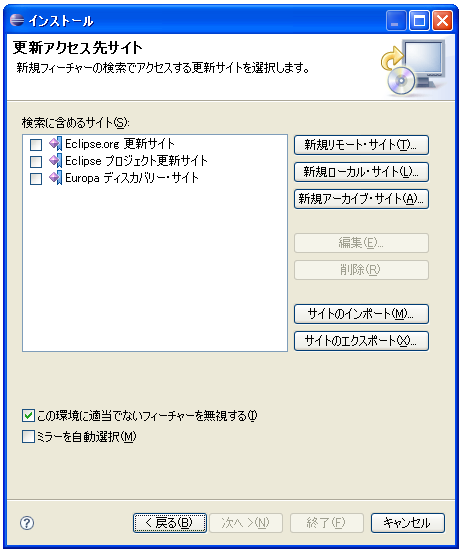 インストール
更新アクセス先サイト
新規フィーチャーの検索でアクセスする更新サイトを選択します。
検索に含めるサイト(S):
Eclipse.org 更新サイト
Eclipse プロジェクト更新サイト
Europa ディスカバリー・サイト
新規リモート・サイト(T)...
新規ローカル・サイト(L)...
新規アーカイブ・サイト(A)...
編集(E)...
削除(R)
サイトのインポート(M)...
サイトのエクスポート(X)...
この環境に適当でないフィーチャーを無視する(I)
ミラーを自動選択(M)
< 戻る(B)
次へ >(N)
終了(F)
キャンセル